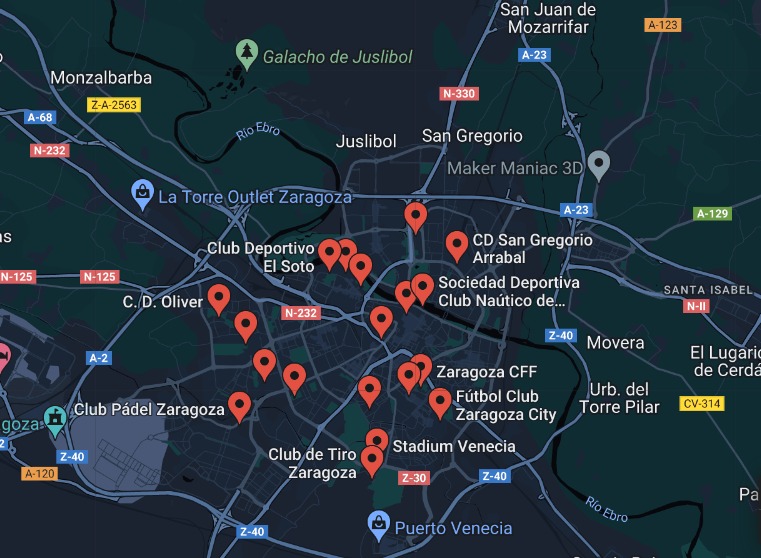 San Juan de
Mozarrifar
A-123
A-23
Galacho de Juslibol
Monzalbarba
Z-A-2563
N-330
A-68
Río Ebro
N-232
Juslibol
San Gregorio
Maker Maniac 3D
La Torre Outlet Zaragoza
A-23
A-129
as
Club Deportivo
El Soto
CD San Gregorio
Arrabal
N-125
N-125
C. D. Oliver
Sociedad Deportiva
Club Naútico de...
SANTA ISABEL
N-II
N-232
Z-40
Movera
A-2
El Lugaric
de Cerdá
Zaragoza CFF
Urb. del
Torre Pilar
Fútbol Club
Zaragoza City
CV-314
Club Pádel Zaragoza
goza
Stadium Venecia
Club de Tiro
Zaragoza
Z-40
2
A-120
Z-30
Z-40
Pa
Río Ebro
Z-40
Puerto Venecia